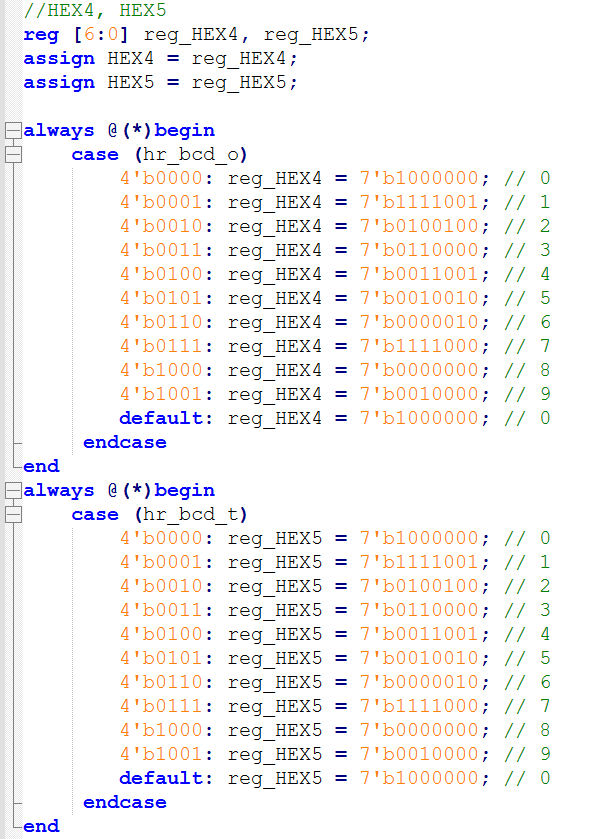 //HEX4, HEX5
reg [6:0] reg_HEX4, reg_HEX5;
assign HEX4 = reg_HEX4;
assign HEX5 = reg_HEX5;
always @(*)begin
case (hr_bcd_o)
4'b0000: reg_HEX4 = 7'b1000000; // 0
4'b0001: reg_HEX4 = 7'b1111001; // 1
4'b0010: reg_HEX4 = 7'b0100100; // 2
4'b0011: reg_HEX4 = 7'b0110000; // 3
4'b0100: reg_HEX4 = 7'b0011001; // 4
4'b0101: reg_HEX4 = 7'b0010010; // 5
4'b0110: reg_HEX4 = 7'b0000010; // 6
4'b0111: reg_HEX4 = 7'b1111000; // 7
4'b1000: reg_HEX4 = 7'b0000000; // 8
4'b1001: reg_HEX4 = 7'b0010000; // 9
default: reg_HEX4 = 7'b1000000; // 0
endcase
end
always @(*)begin
case (hr_bcd_t)
4'b0000: reg_HEX5 = 7'b1000000; // 0
4'b0001: reg_HEX5 = 7'b1111001; // 1
4'b0010: reg_HEX5 = 7'b0100100; // 2
4'b0011: reg_HEX5 = 7'b0110000; // 3
4'b0100: reg_HEX5 = 7'b0011001; // 4
4'b0101: reg_HEX5 = 7'b0010010; // 5
4'b0110: reg_HEX5 = 7'b0000010; // 6
4'b0111: reg_HEX5 = 7'b1111000; // 7
4'b1000: reg_HEX5 = 7'b0000000; // 8
4'b1001: reg_HEX5 = 7'b0010000; // 9
default: reg_HEX5 = 7'b1000000; // 0
endcase
end